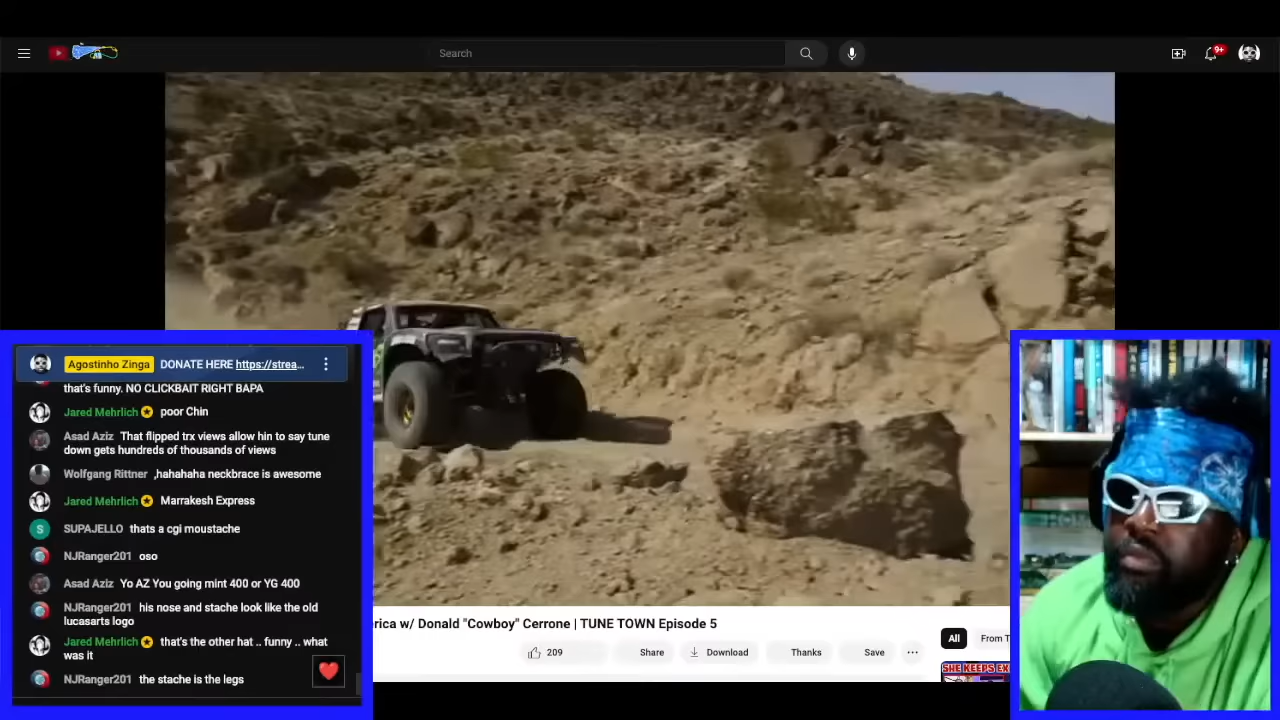 Search
9+
Agostinho Zinga DONATE HERE https://strea...
that's funny. NO CLICKBAIT RIGHT BAPA
Jared Mehrlich poor Chin
Asad Aziz That flipped trx views allow hin to say tune
down gets hundreds of thousands of views
Wolfgang Rittner ,hahahaha neckbrace is awesome
Jared Mehrlich Marrakesh Express
S SUPAJELLO thats a cgi moustache
NJRanger201 oso
Asad Aziz Yo AZ You going mint 400 or YG 400
NJRanger201 his nose and stache look like the old
lucasarts logo
Jared Mehrlich that's the other hat .. funny .. what
was it
NJRanger201 the stache is the legs
rica w/ Donald "Cowboy" Cerrone | TUNE TOWN Episode 5
209
Share
Download
Thanks
Save
All
From T
SHE KEEPS EX